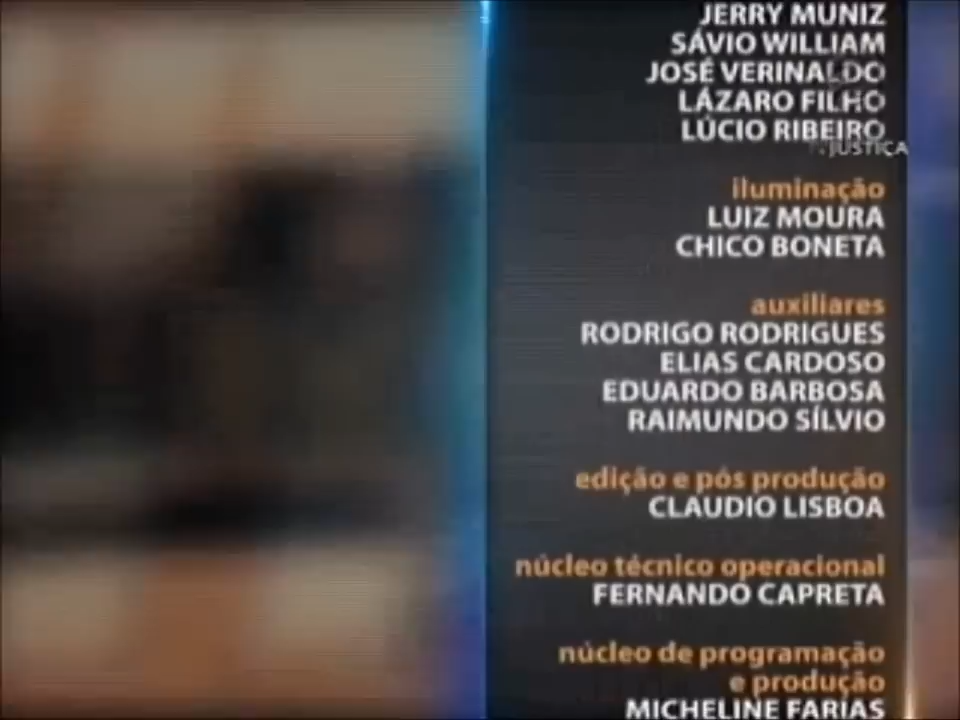 JERRY MUNIZ
SÁVIO WILLIAM
JOSÉ VERINALDO
LÁZARO FILHO
LÚCIO RIBEIRO
JUSTIÇA
iluminação
LUIZ MOURA
CHICO BONETA
auxiliares
RODRIGO RODRIGUES
ELIAS CARDOSO
EDUARDO BARBOSA
RAIMUNDO SÍLVIO
edição e pós produção
CLAUDIO LISBOA
núcleo técnico operacional
FERNANDO CAPRETA
núcleo de programação
e produção
MICHELINE FARIAS